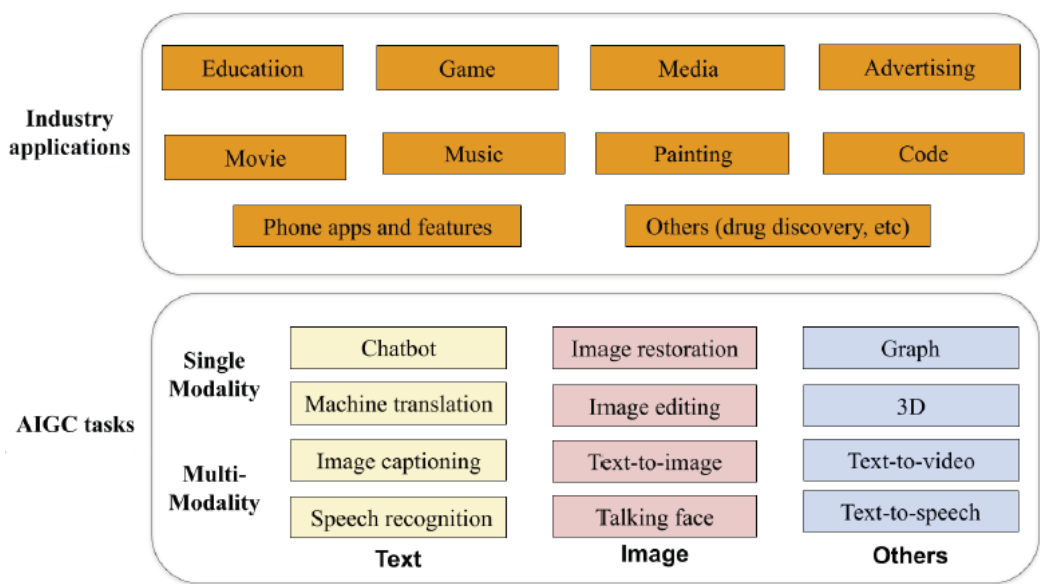 Educatiion
Game
Media
Advertising
Industry
applications
Movie
Music
Painting
Code
Phone apps and features
Others (drug discovery, etc)
Single
Modality
Chatbot
Image restoration
Graph
Machine translation
Image editing
3D
AIGC tasks
Multi-
Modality
Image captioning
Text-to-image
Text-to-video
Speech recognition
Talking face
Text-to-speech
Text
Image
Others